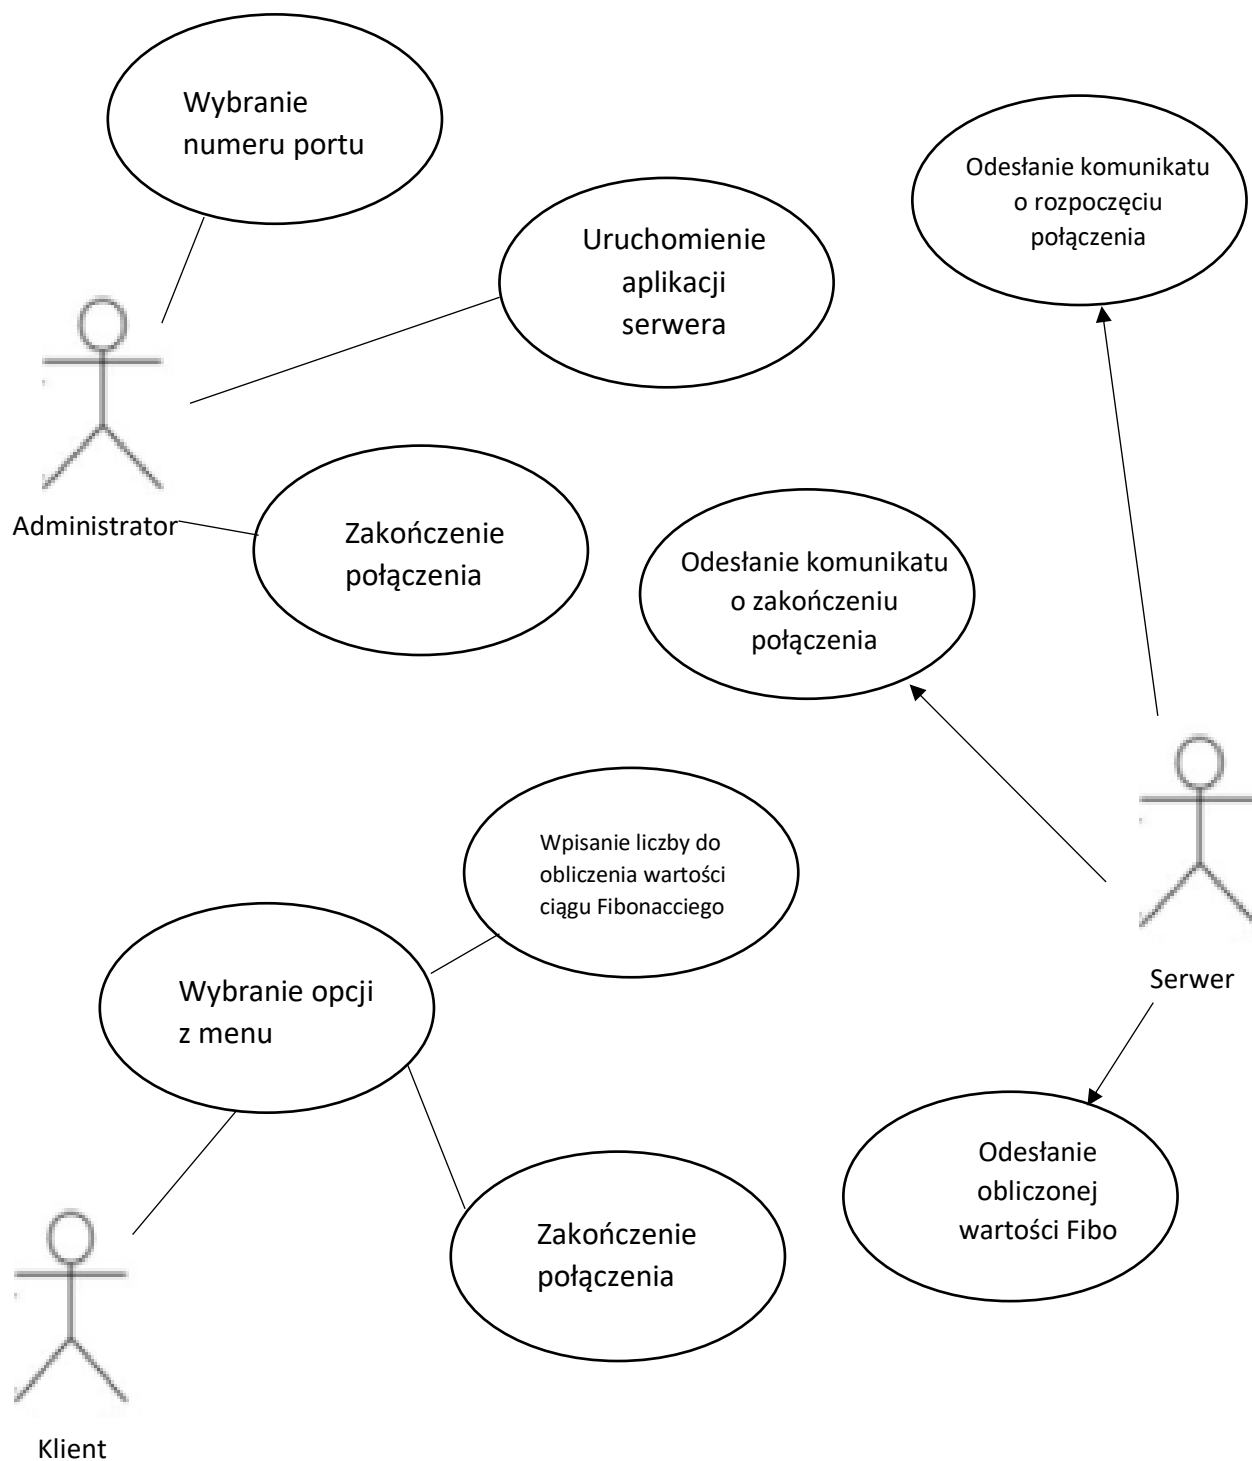 Wybranie
numeru portu
Odesłanie komunikatu
o rozpoczęciu
połączenia
Uruchomienie
aplikacji
serwera
Administrator
Zakończenie
połączenia
Odesłanie komunikatu
o zakończeniu
połączenia
Wpisanie liczby do
obliczenia wartości
ciągu Fibonacciego
Wybranie opcji
z menu
Serwer
Odesłanie
obliczonej
wartości Fibo
Zakończenie
połączenia
Klient